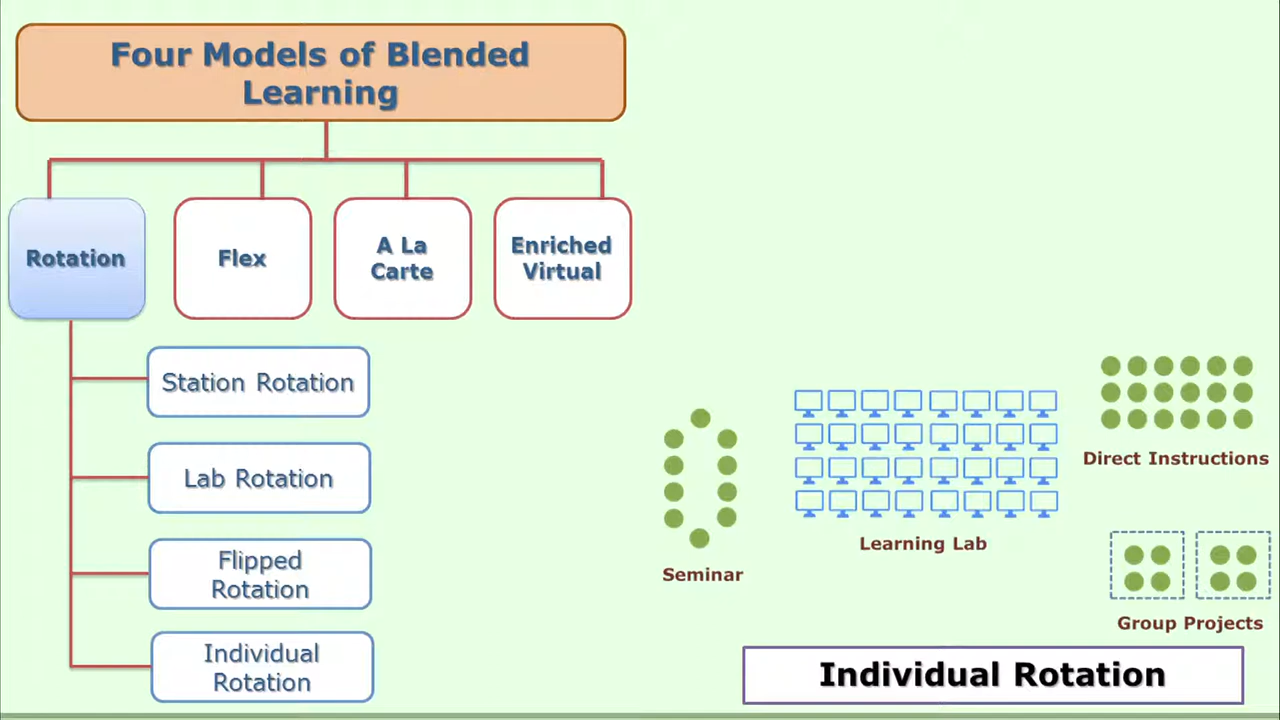 Four Models of Blended
Learning
Rotation
Flex
A La
Carte
Enriched
Virtual
Station Rotation
Lab Rotation
Flipped
Rotation
Individual
Rotation
Seminar
Learning Lab
Direct Instructions
Group Projects
Individual Rotation